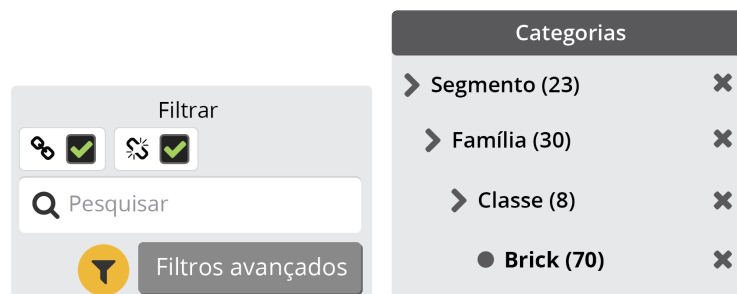 Filtrar
Pesquisar
Filtros avançados
Categorias
Segmento (23)
Família (30)
Classe (8)
Brick (70)